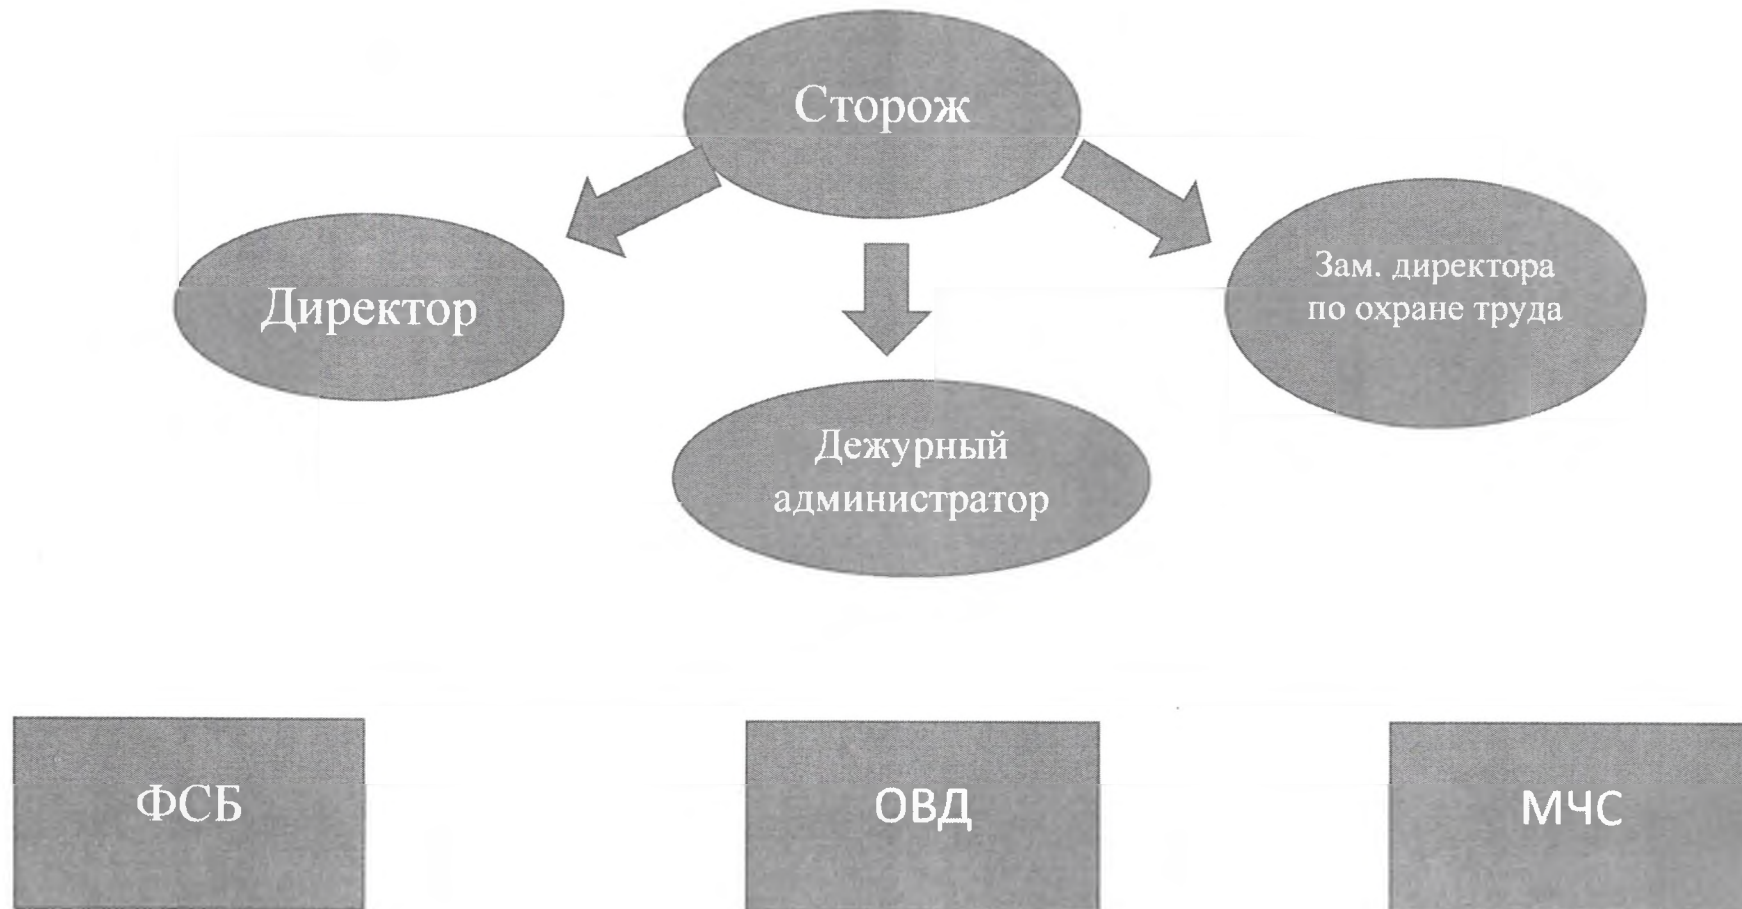 Сторож
Директор
Зам. директора
по охране труда
Дежурный
администратор
ФСБ
ОВД
МЧС